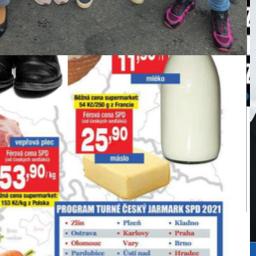 11,90/l
mléko
Běžná cena supermarket:
54 Kč/250 g z Francie
Férová cena SPD
(od českých zemědělců)
25,90
máslo
vepřová plec
Férová cena SPD
(od českých zemědělců)
53,90/kg
Běžná cena supermarket:
153 Kč/kg z Polska
PROGRAM TURNÉ ČESKÝ JARMARK SPD 2021
• Zlín • Plzeň • Kladno
• Ostrava • Karlovy • Praha
• Olomouc Vary • Brno
• Pardubice • Ústí nad • Hradec